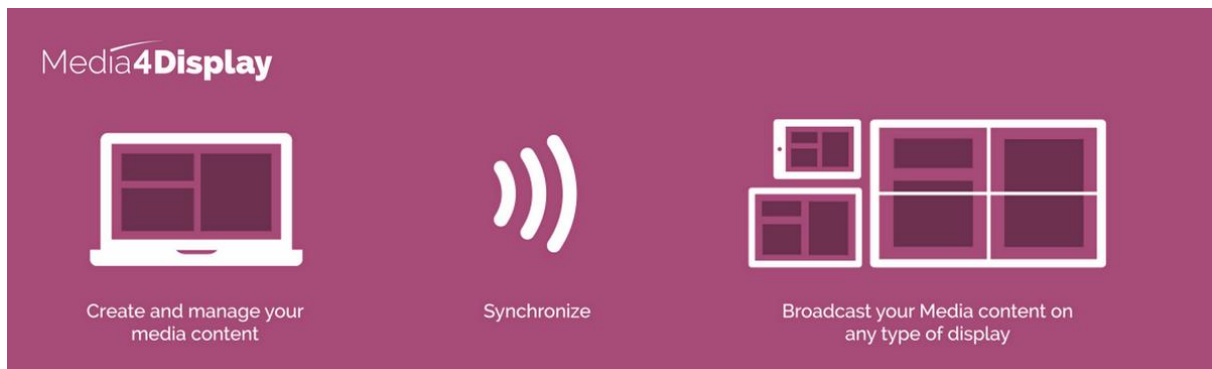 Media4Display
Create and manage your
media content
Synchronize
Broadcast your Media content on
any type of display